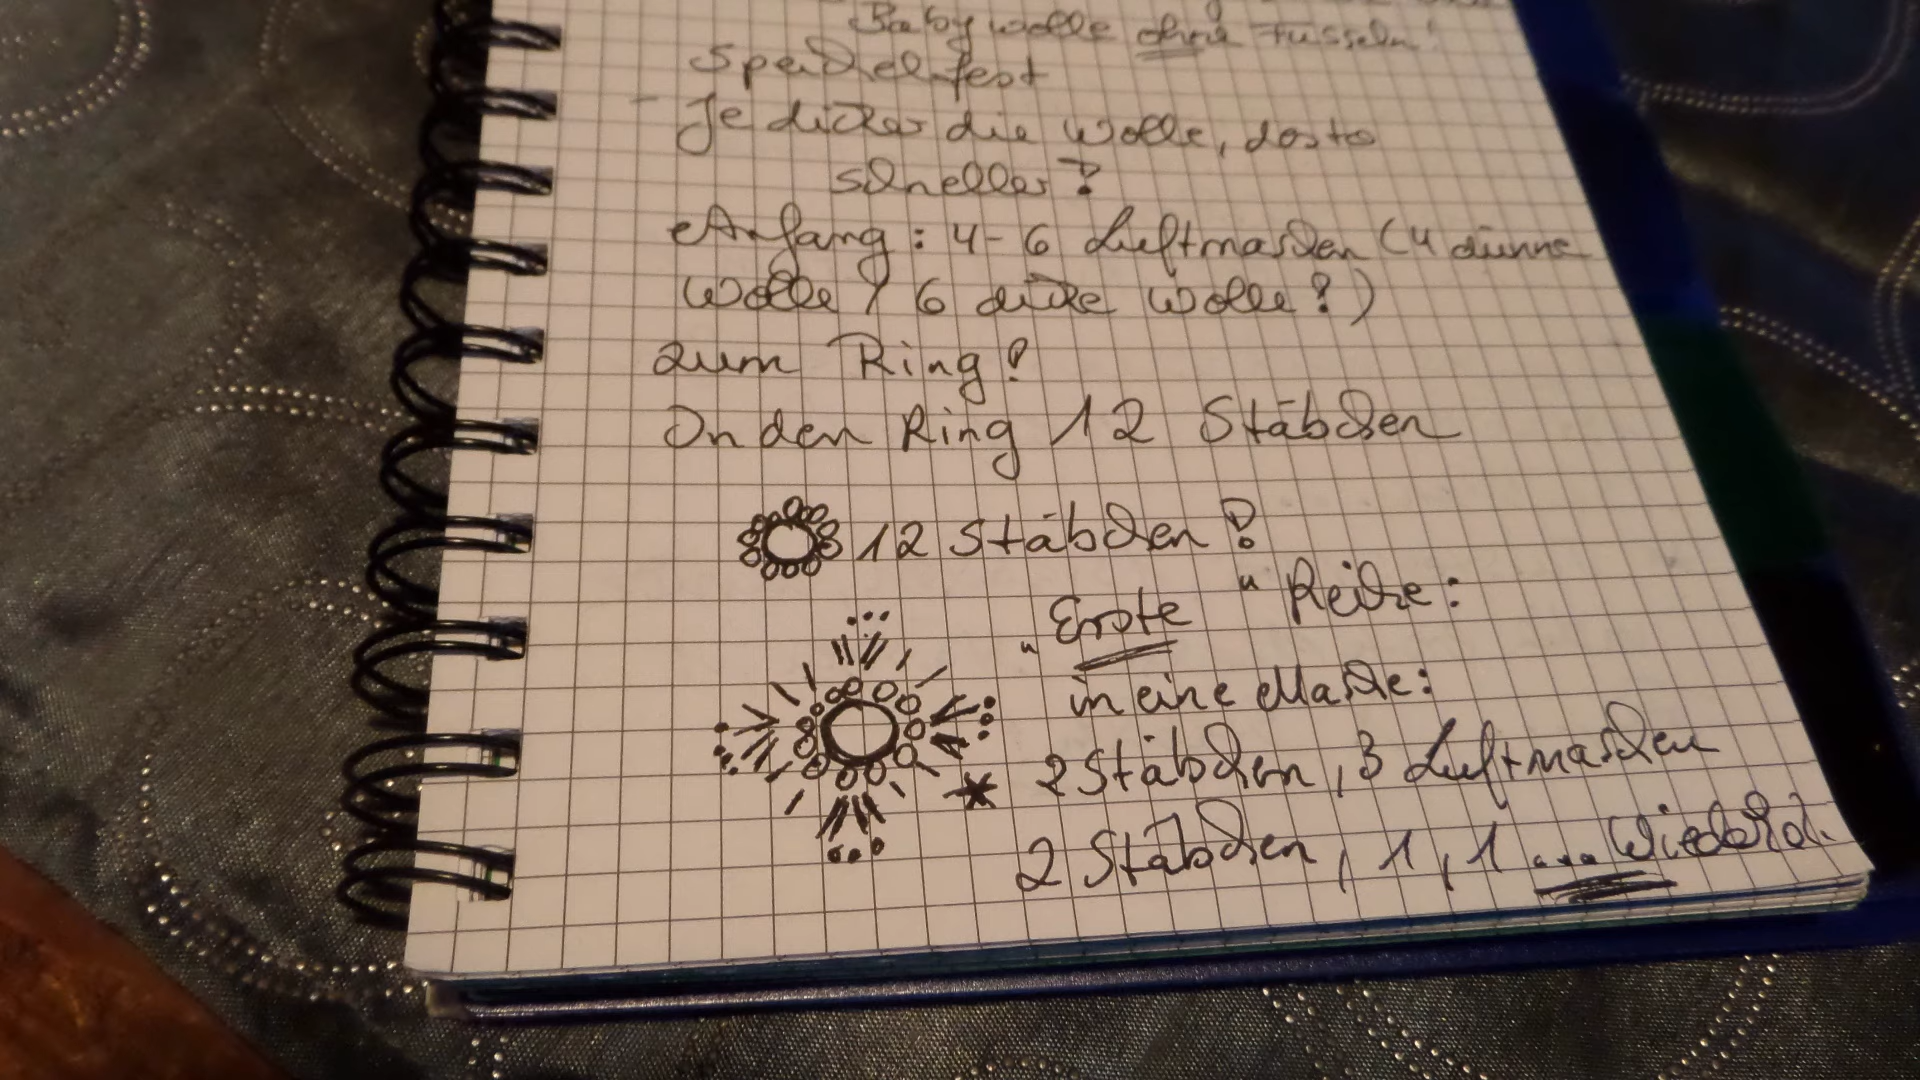 Babywolle ohne Fusseln!
Speichelfest
- Je dicker die Wolle, desto
schneller!
Anfang: 4-6 Luftmaschen (4 dünne
Wolle / 6 dicke Wolle!)
zum Ring!
In den Ring 12 Stäbchen
12 Stäbchen!
"Erste" Reihe:
in eine Masche:
* 2 Stäbchen, 3 Luftmaschen
2 Stäbchen, 1, 1 .... Wiederh.